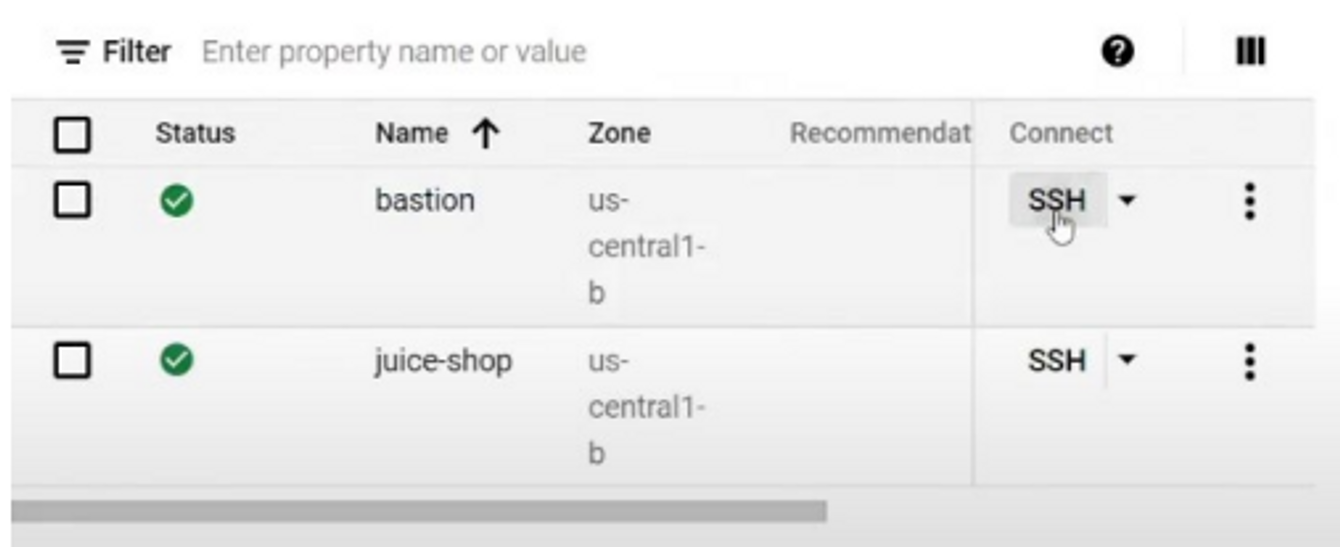 Filter Enter property name or value
Status Name Zone Recommendat Connect
bastion us- SSH
central1-
b
juice-shop us- SSH
central1-
b